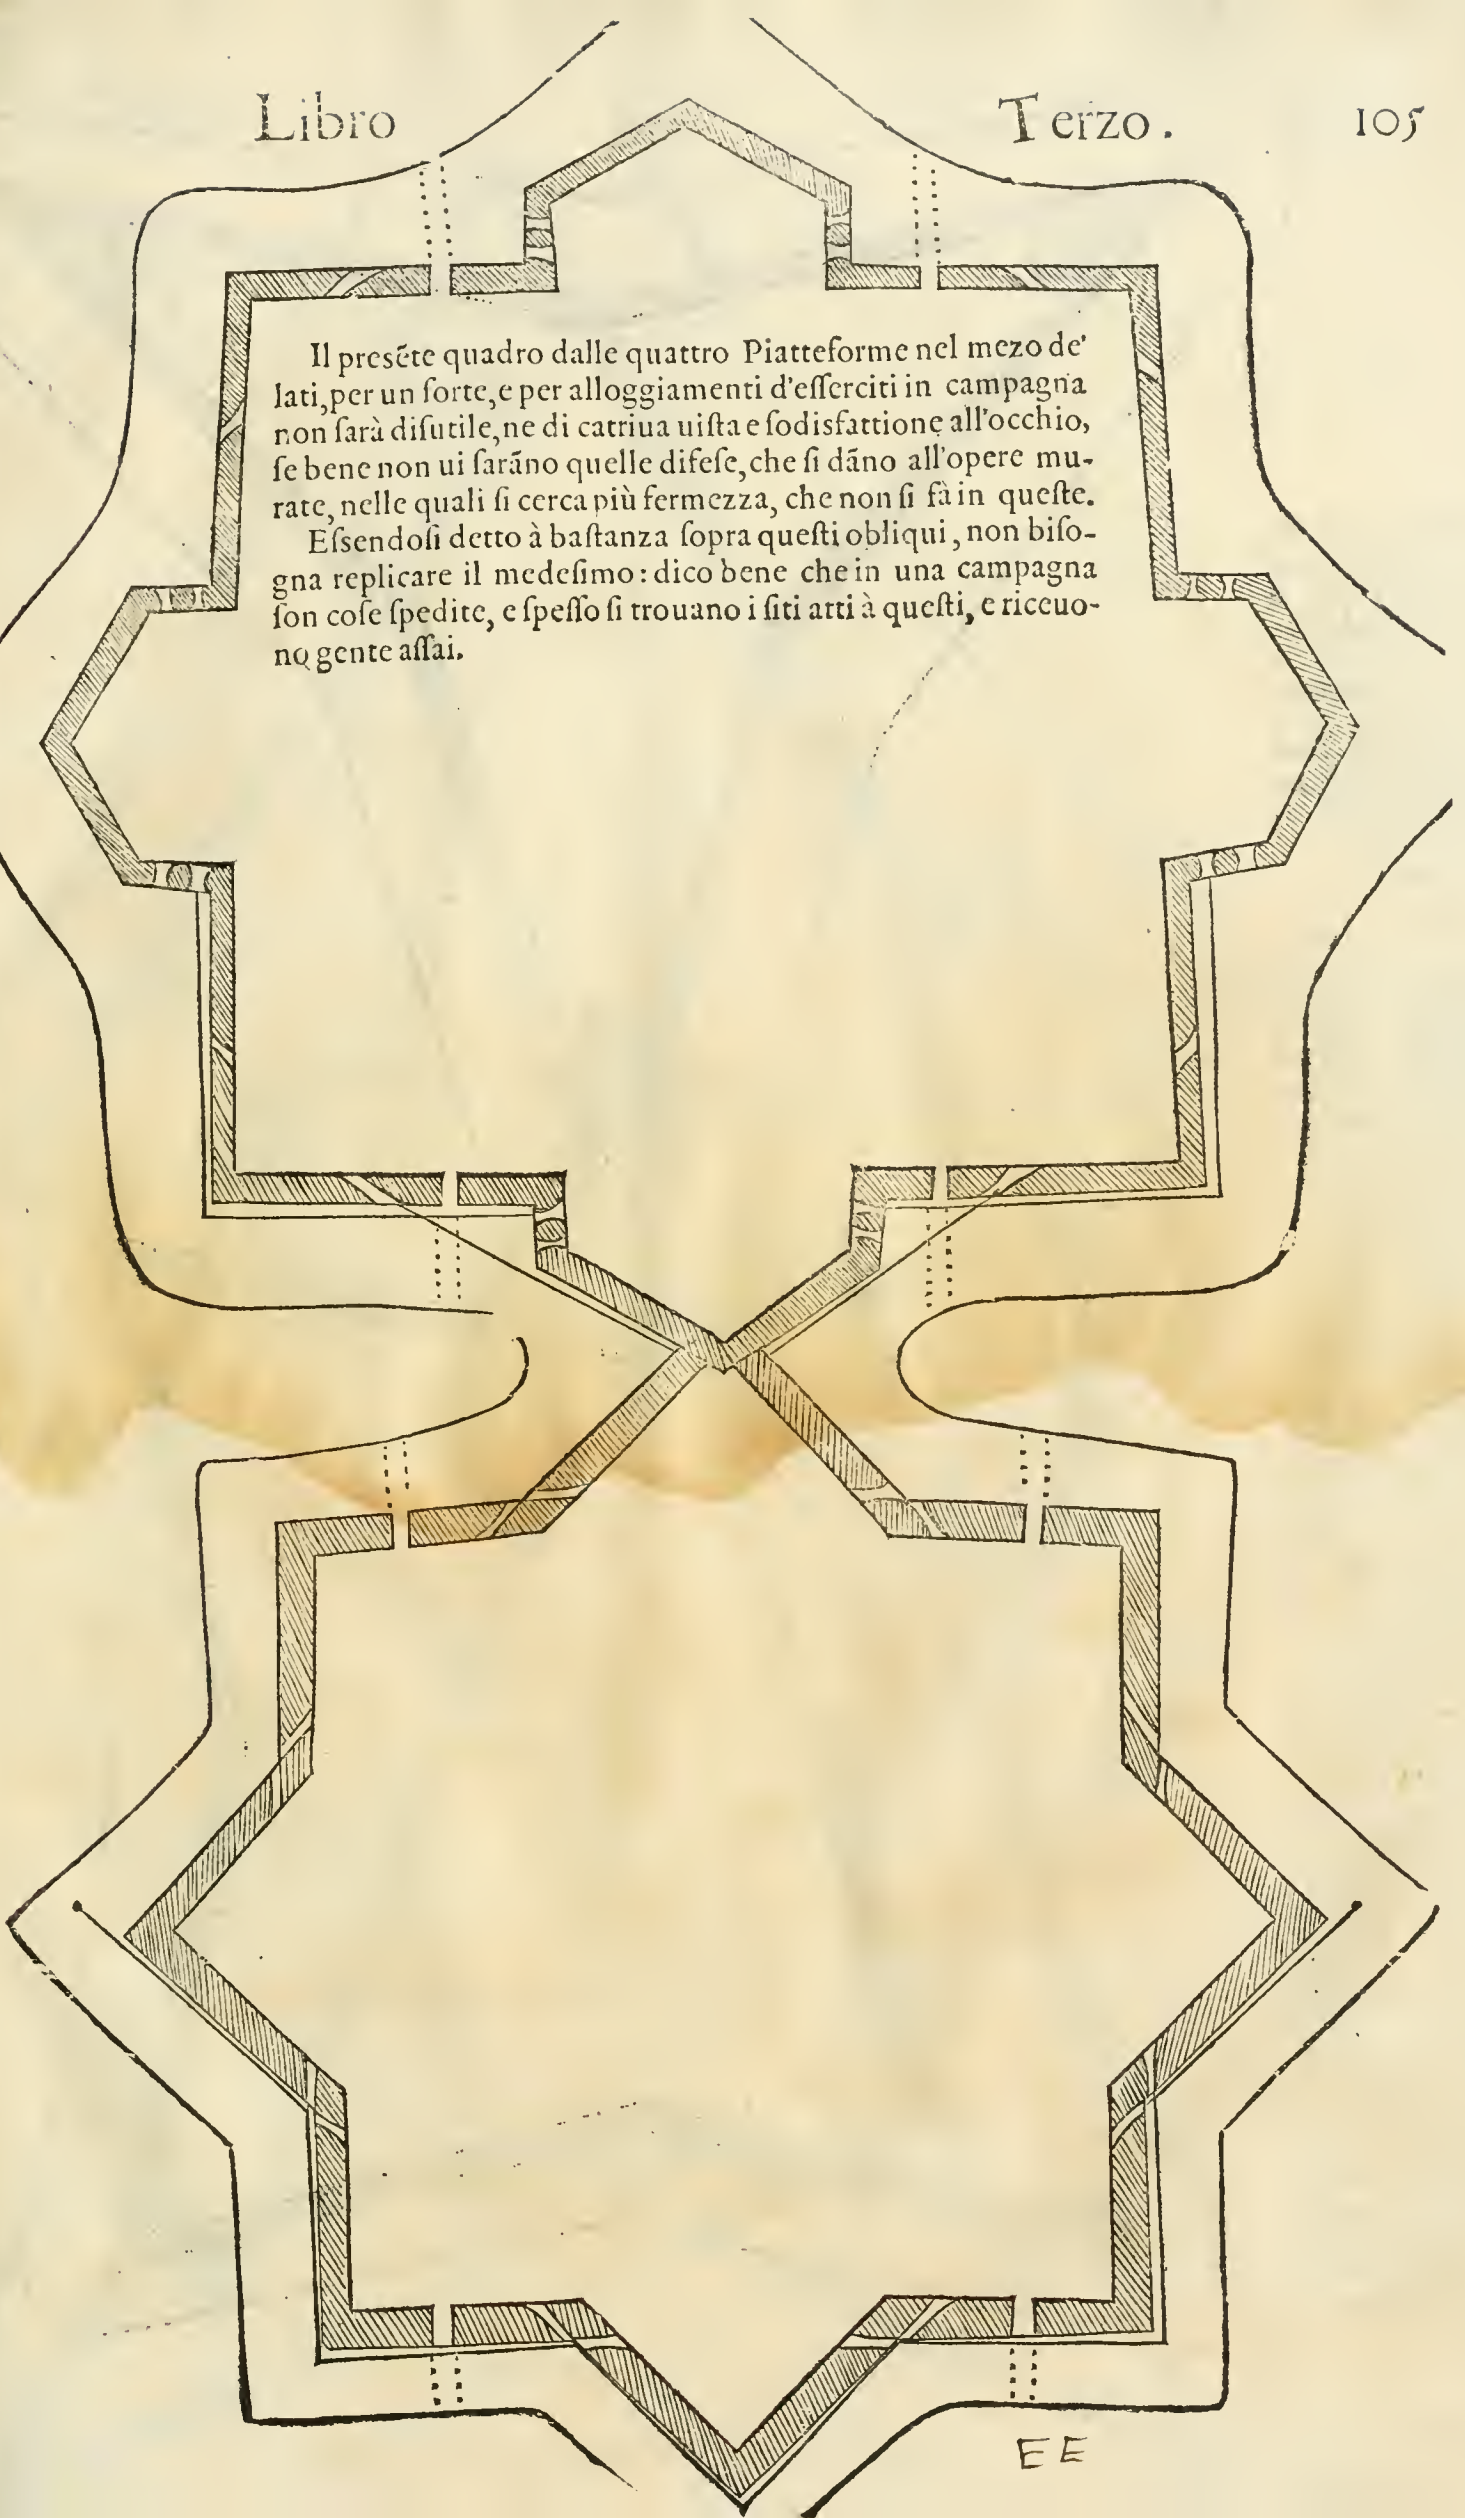 Libro Terzo. 105
Il presẽte quadro dalle quattro Piatteforme nel mezo de'
lati, per un forte, e per alloggiamenti d'eſſerciti in campagna
non ſarà diſutile, ne di catriua uiſta e ſodisfattione all'occhio,
ſe bene non ui ſarãno quelle difeſe, che ſi dãno all'opere mu-
rate, nelle quali ſi cerca più fermezza, che non ſi fà in queſte.
Eſsendoſi detto à baſtanza ſopra queſti obliqui, non biſo-
gna replicare il medeſimo: dico bene che in una campagna
ſon coſe ſpedite, e ſpeſſo ſi trouano i ſiti atti à queſti, e riceuo-
no gente aſſai.
EE